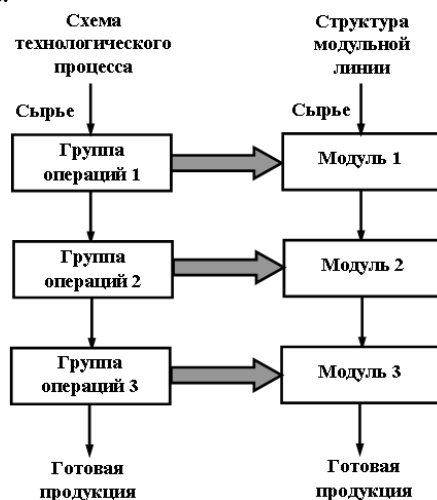 Схема
технологического
процесса
Сырье
Группа
операций 1
Группа
операций 2
Группа
операций 3
Готовая
продукция
Структура
модульной
линии
Сырье
Модуль 1
Модуль 2
Модуль 3
Готовая
продукция